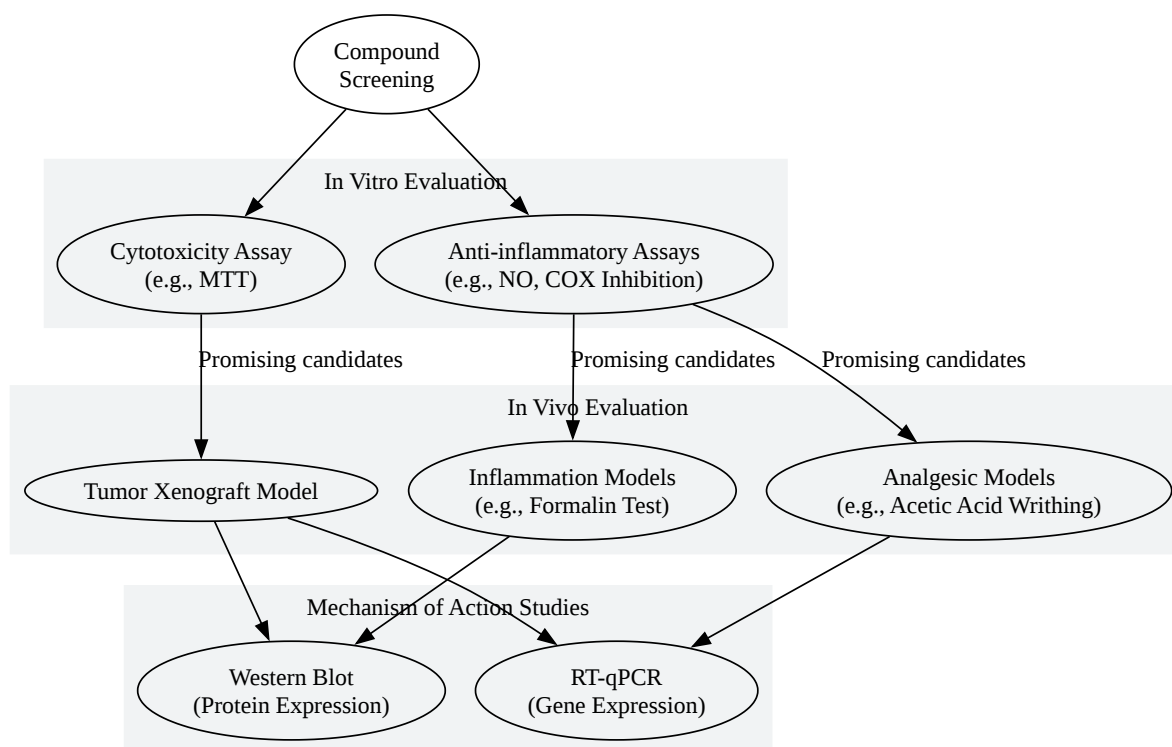 Compound
Screening
In Vitro Evaluation
Cytotoxicity Assay
(e.g., MTT)
Anti-inflammatory Assays
(e.g., NO, COX Inhibition)
Promising candidates
Promising candidates
Promising candidates
In Vivo Evaluation
Tumor Xenograft Model
Inflammation Models
(e.g., Formalin Test)
Analgesic Models
(e.g., Acetic Acid Writhing)
Mechanism of Action Studies
Western Blot
(Protein Expression)
RT-qPCR
(Gene Expression)